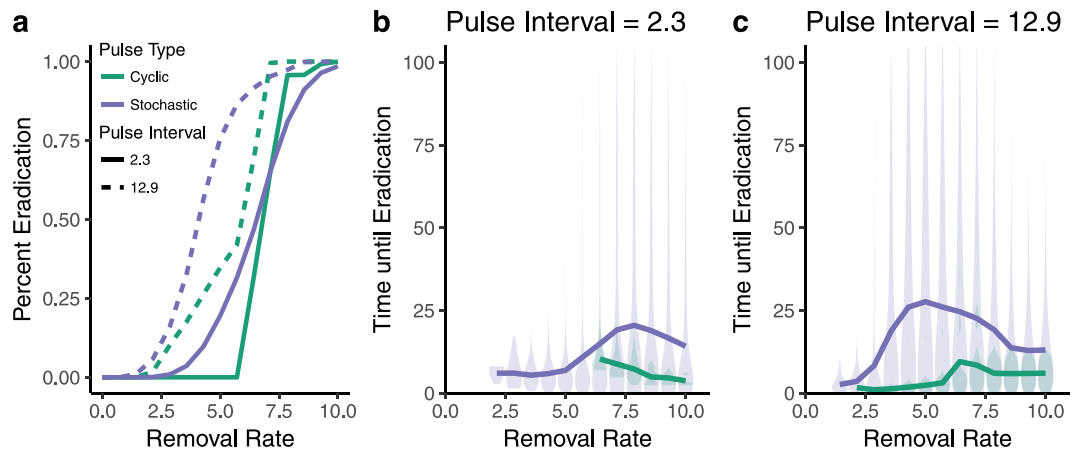 a
Pulse Type
Cyclic
Stochastic
Pulse Interval
2.3
12.9
Percent Eradication
1.00
0.75
0.50
0.25
0.00
0.0 2.5 5.0 7.5 10.0
Removal Rate
b
Pulse Interval = 2.3
Time until Eradication
100
75
50
25
0
0.0 2.5 5.0 7.5 10.0
Removal Rate
c
Pulse Interval = 12.9
Time until Eradication
100
75
50
25
0
0.0 2.5 5.0 7.5 10.0
Removal Rate